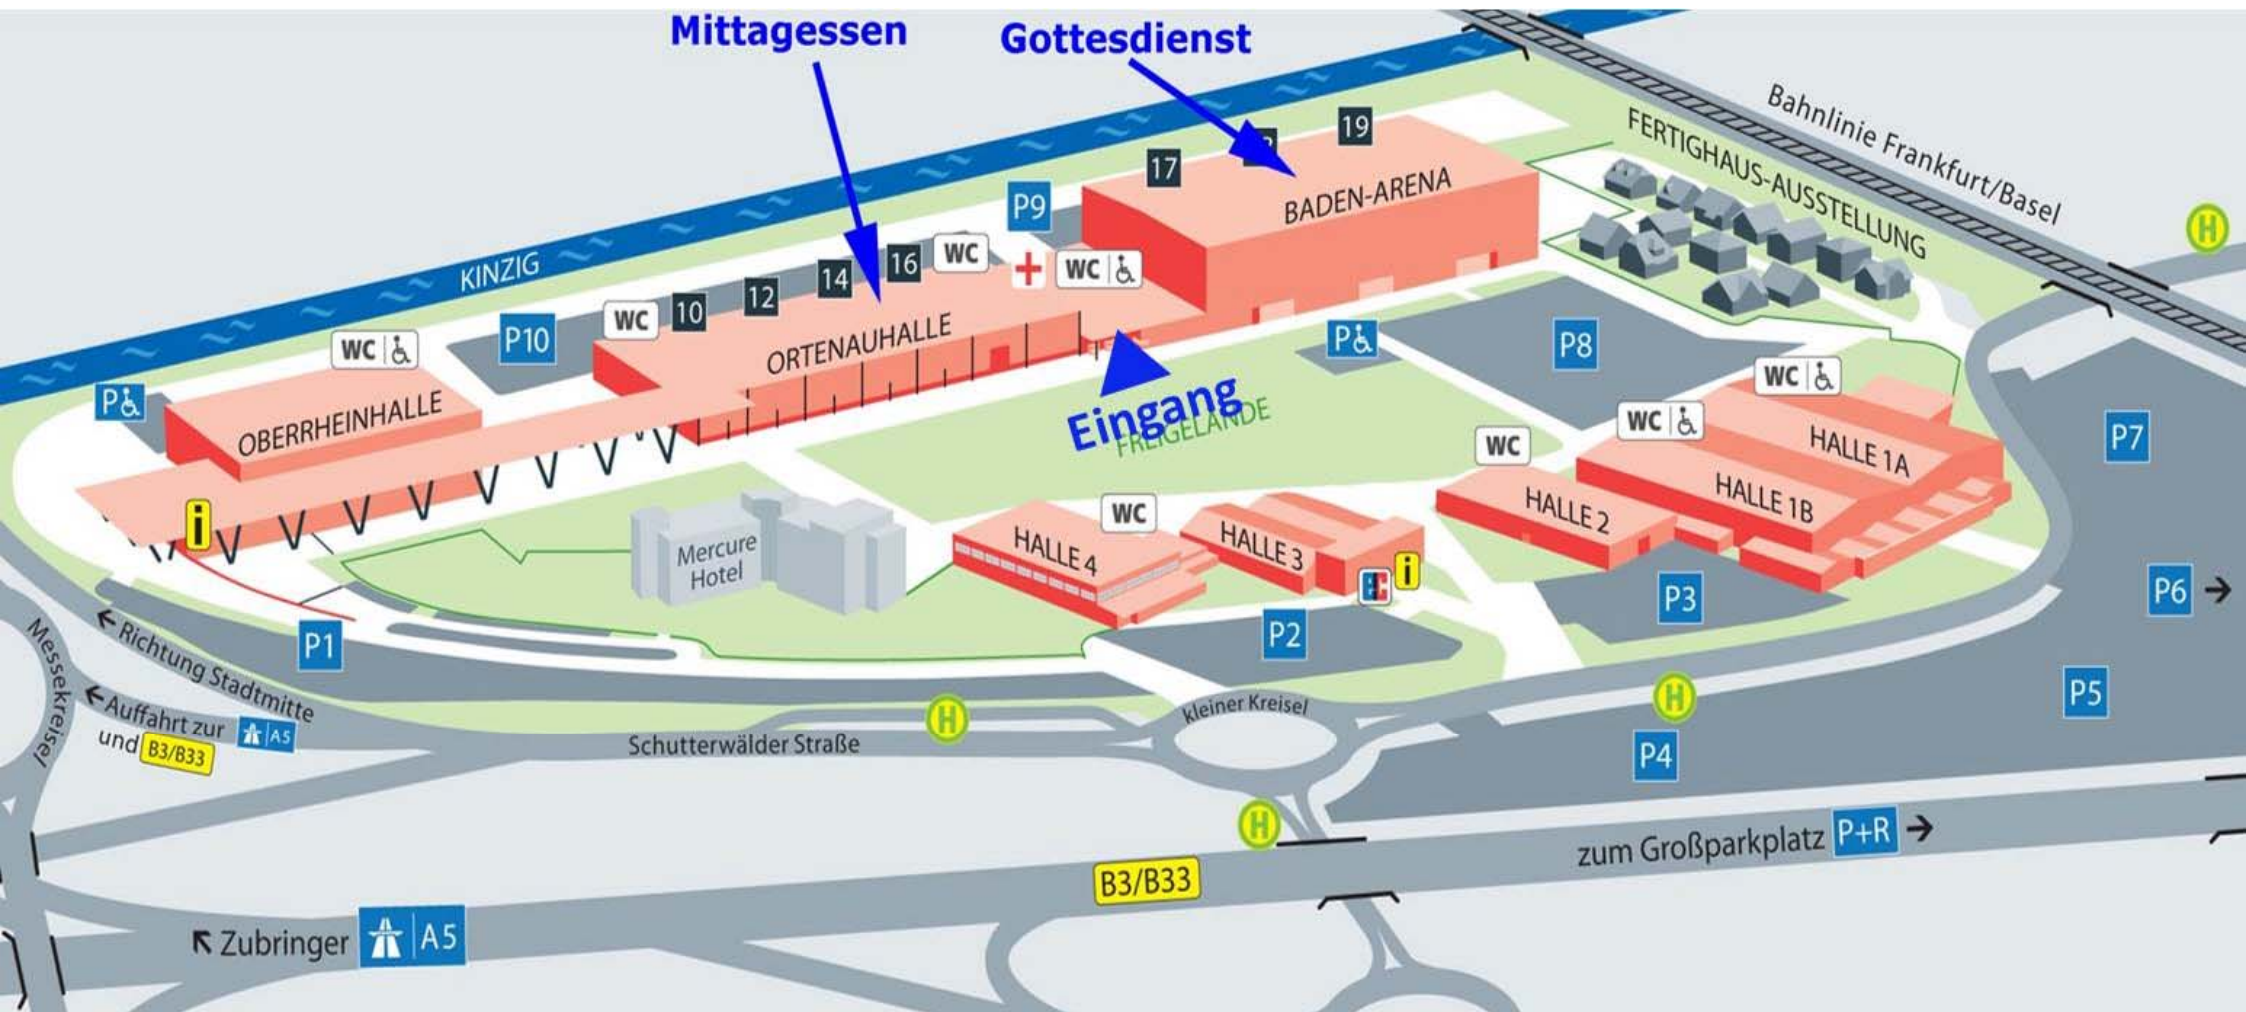 Mittagessen
Gottesdienst
Bahnlinie Frankfurt/Basel
FERTIGHAUS-AUSSTELLUNG
19
17
BADEN-ARENA
P9
H
KINZIG
WC
WC
16
14
12
10
WC
P10
ORTENAUHALLE
WC
P
OBERRHEINHALLE
P
P8
Eingang
FREIGELÄNDE
WC
WC
WC
HALLE 1A
HALLE 1B
HALLE 2
P7
i
Mercure
Hotel
WC
HALLE 4
HALLE 3
EC
i
P3
P6
P1
P2
P5
Messekreisel
Richtung Stadtmitte
Auffahrt zur A5
und B3/B33
H
Schutterwälder Straße
kleiner Kreisel
H
P4
H
zum Großparkplatz P+R
B3/B33
Zubringer A5